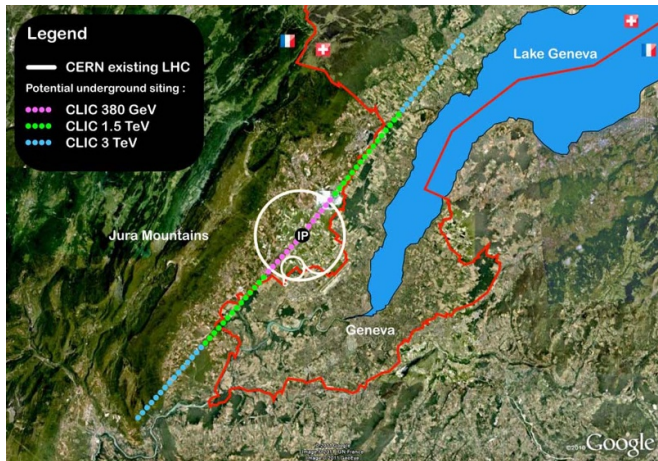 Legend
CERN existing LHC
Potential underground siting :
CLIC 380 GeV
CLIC 1.5 TeV
CLIC 3 TeV
Lake Geneva
Jura Mountains
IP
Geneva
©2010 Google